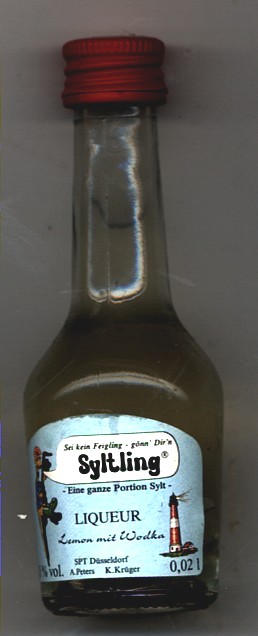 Sei kein Feigling - gönn' Dir'n
Syltling®
- Eine ganze Portion Sylt -
LIQUEUR
Lemon mit Wodka
SPT Düsseldorf
% vol. A.Peters K.Krüger 0,02 l